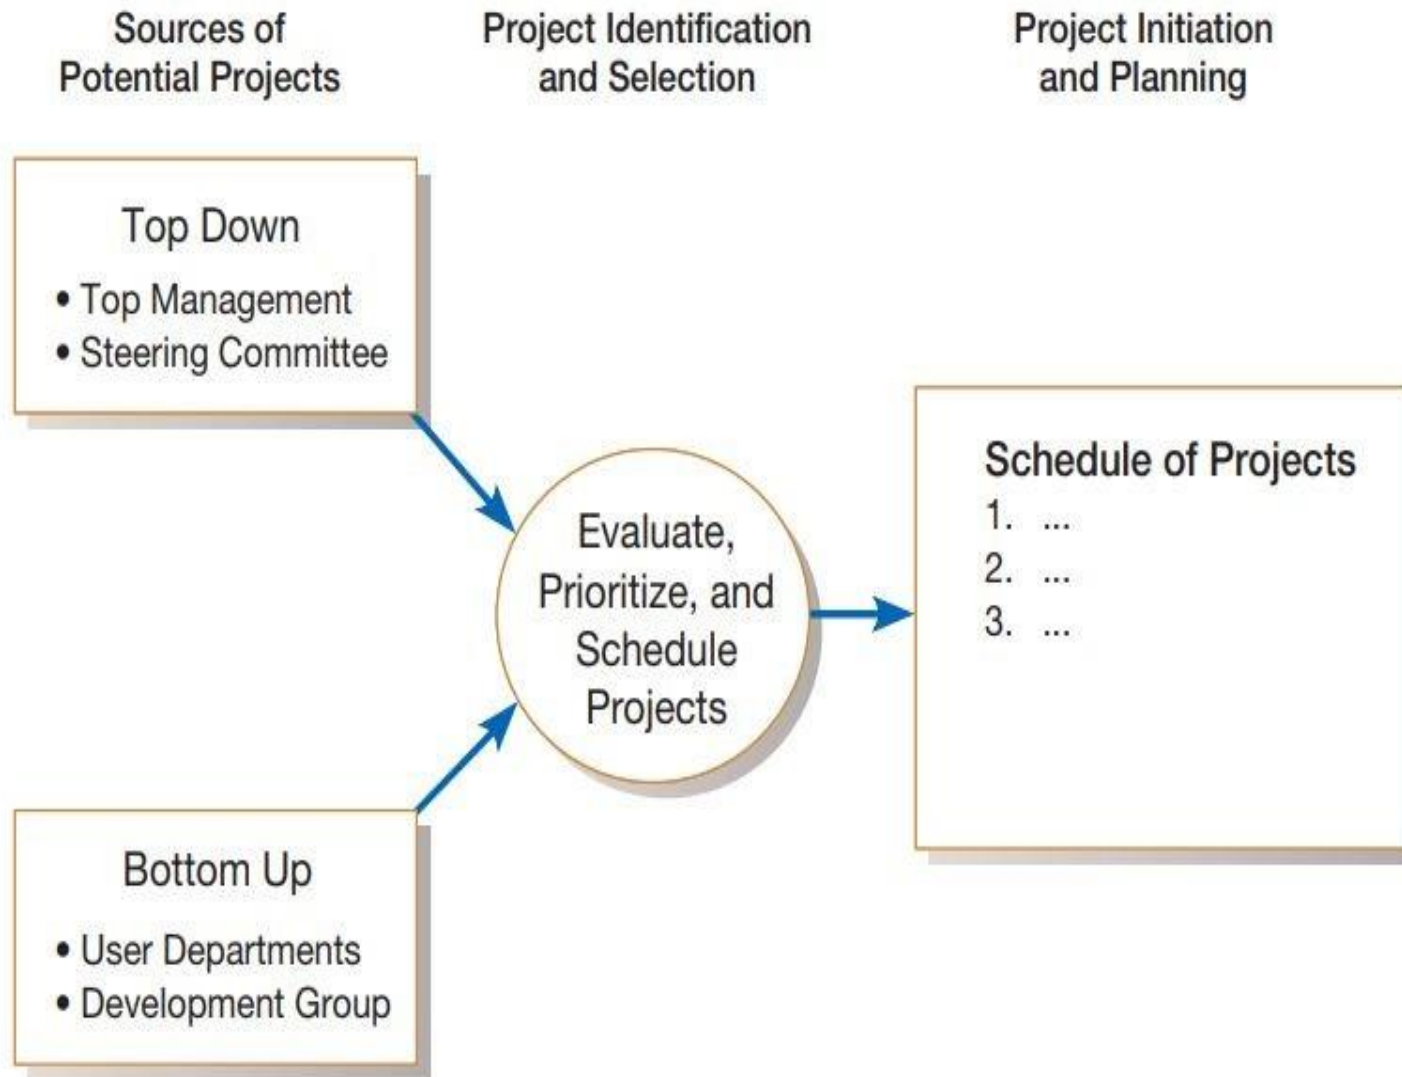 Sources of
Potential Projects
Project Identification
and Selection
Project Initiation
and Planning
Top Down
• Top Management
• Steering Committee
Evaluate,
Prioritize, and
Schedule
Projects
Schedule of Projects
1. ...
2. ...
3. ...
Bottom Up
• User Departments
• Development Group